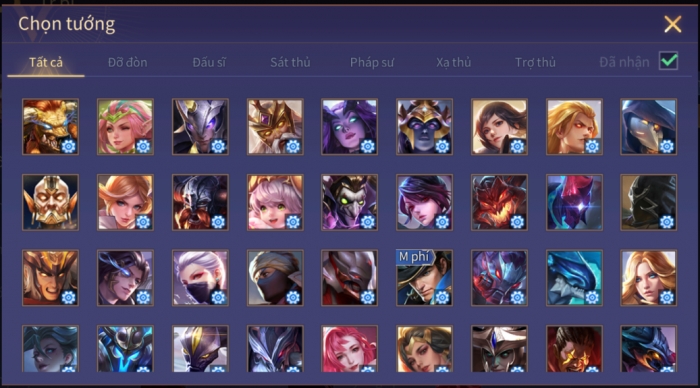 Chọn tướng
Tất cả Đỡ đòn Đấu sĩ Sát thủ Pháp sư Xạ thủ Trợ thủ Đã nhận
M phí